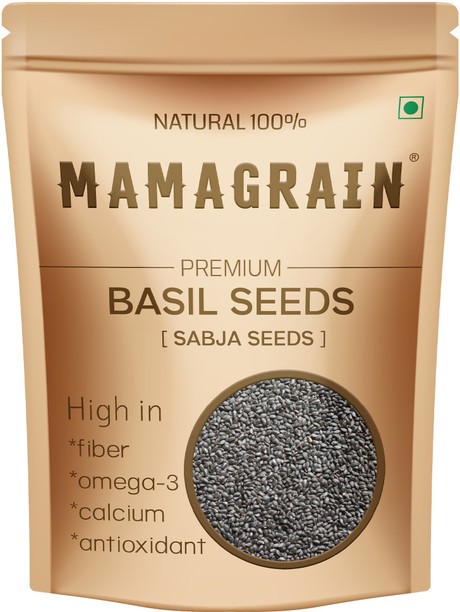 NATURAL 100%
MAMAGRAIN®
PREMIUM
BASIL SEEDS
[ SABJA SEEDS ]
High in
*fiber
*omega-3
*calcium
*antioxidant